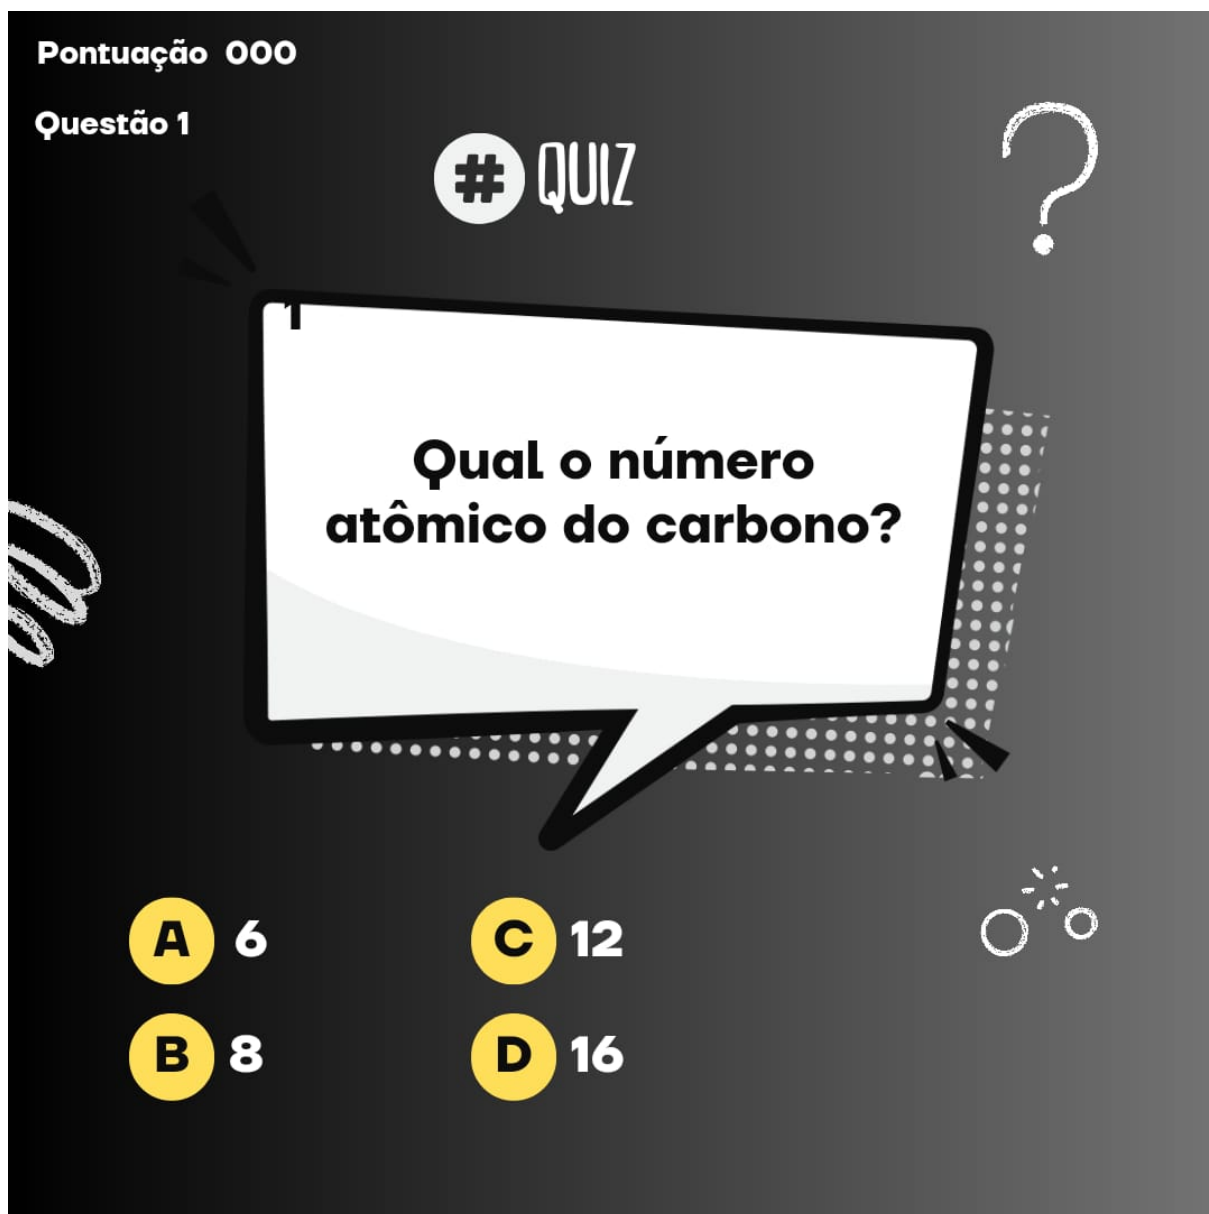 Pontuação 000
Questão 1
# QUIZ
1
Qual o número
atômico do carbono?
A 6
C 12
B 8
D 16